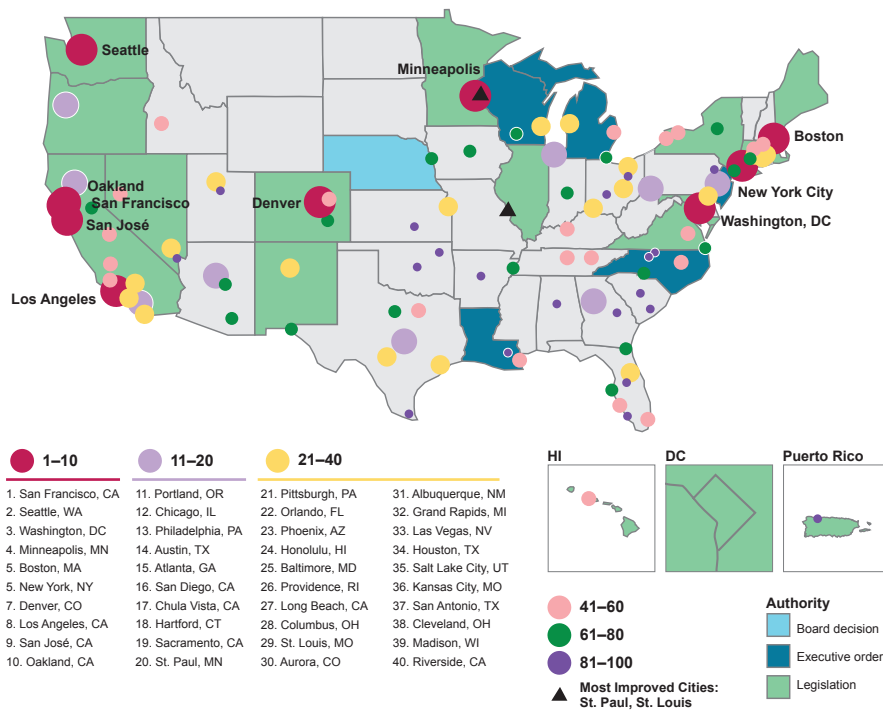 Seattle
Minneapolis
Boston
Oakland
San Francisco
San José
Denver
New York City
Washington, DC
Los Angeles
1–10
11–20
21–40
1. San Francisco, CA
2. Seattle, WA
3. Washington, DC
4. Minneapolis, MN
5. Boston, MA
5. New York, NY
7. Denver, CO
8. Los Angeles, CA
9. San José, CA
10. Oakland, CA
11. Portland, OR
12. Chicago, IL
13. Philadelphia, PA
14. Austin, TX
15. Atlanta, GA
16. San Diego, CA
17. Chula Vista, CA
18. Hartford, CT
19. Sacramento, CA
20. St. Paul, MN
21. Pittsburgh, PA
22. Orlando, FL
23. Phoenix, AZ
24. Honolulu, HI
25. Baltimore, MD
26. Providence, RI
27. Long Beach, CA
28. Columbus, OH
29. St. Louis, MO
30. Aurora, CO
31. Albuquerque, NM
32. Grand Rapids, MI
33. Las Vegas, NV
34. Houston, TX
35. Salt Lake City, UT
36. Kansas City, MO
37. San Antonio, TX
38. Cleveland, OH
39. Madison, WI
40. Riverside, CA
HI
DC
Puerto Rico
41–60
61–80
81–100
Most Improved Cities:
St. Paul, St. Louis
Authority
Board decision
Executive order
Legislation